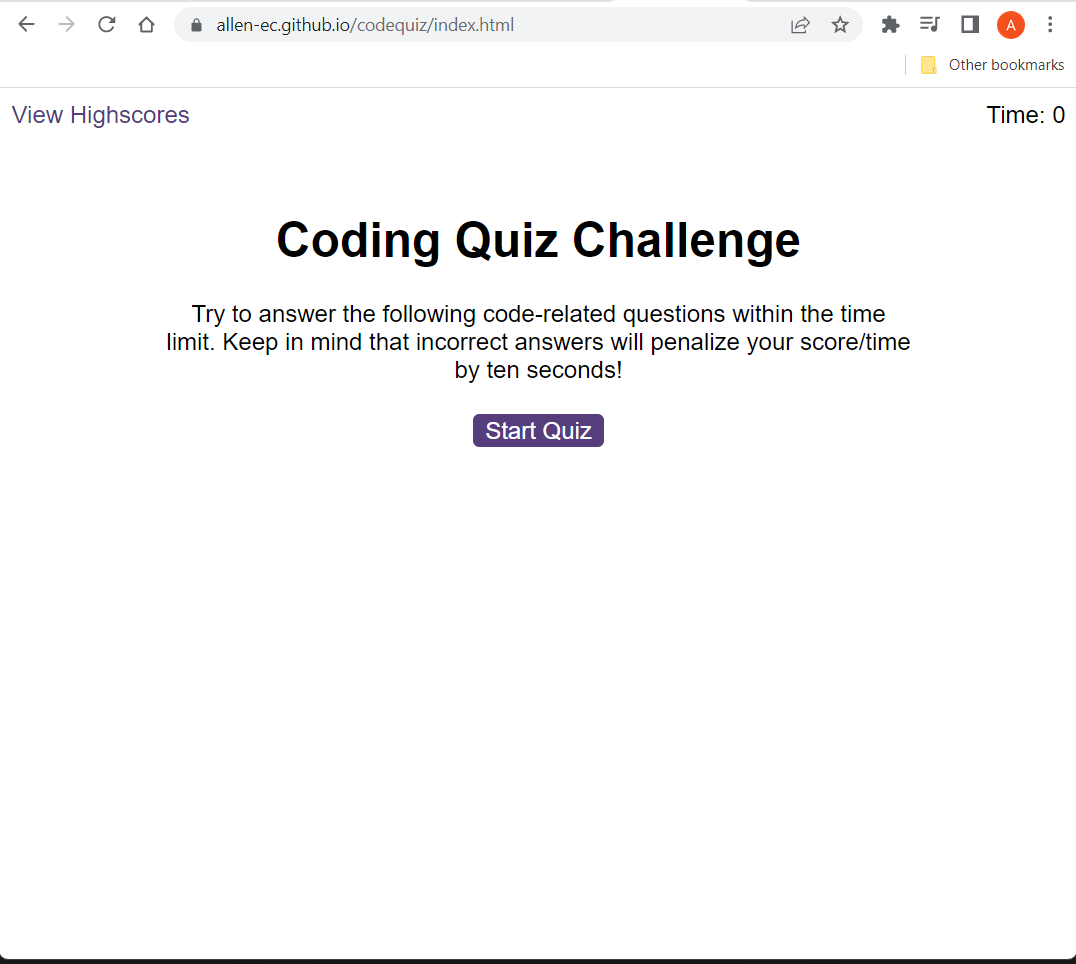 allen-ec.github.io/codequiz/index.html
A
Other bookmarks
View Highscores
Time: 0
Coding Quiz Challenge
Try to answer the following code-related questions within the time
limit. Keep in mind that incorrect answers will penalize your score/time
by ten seconds!
Start Quiz